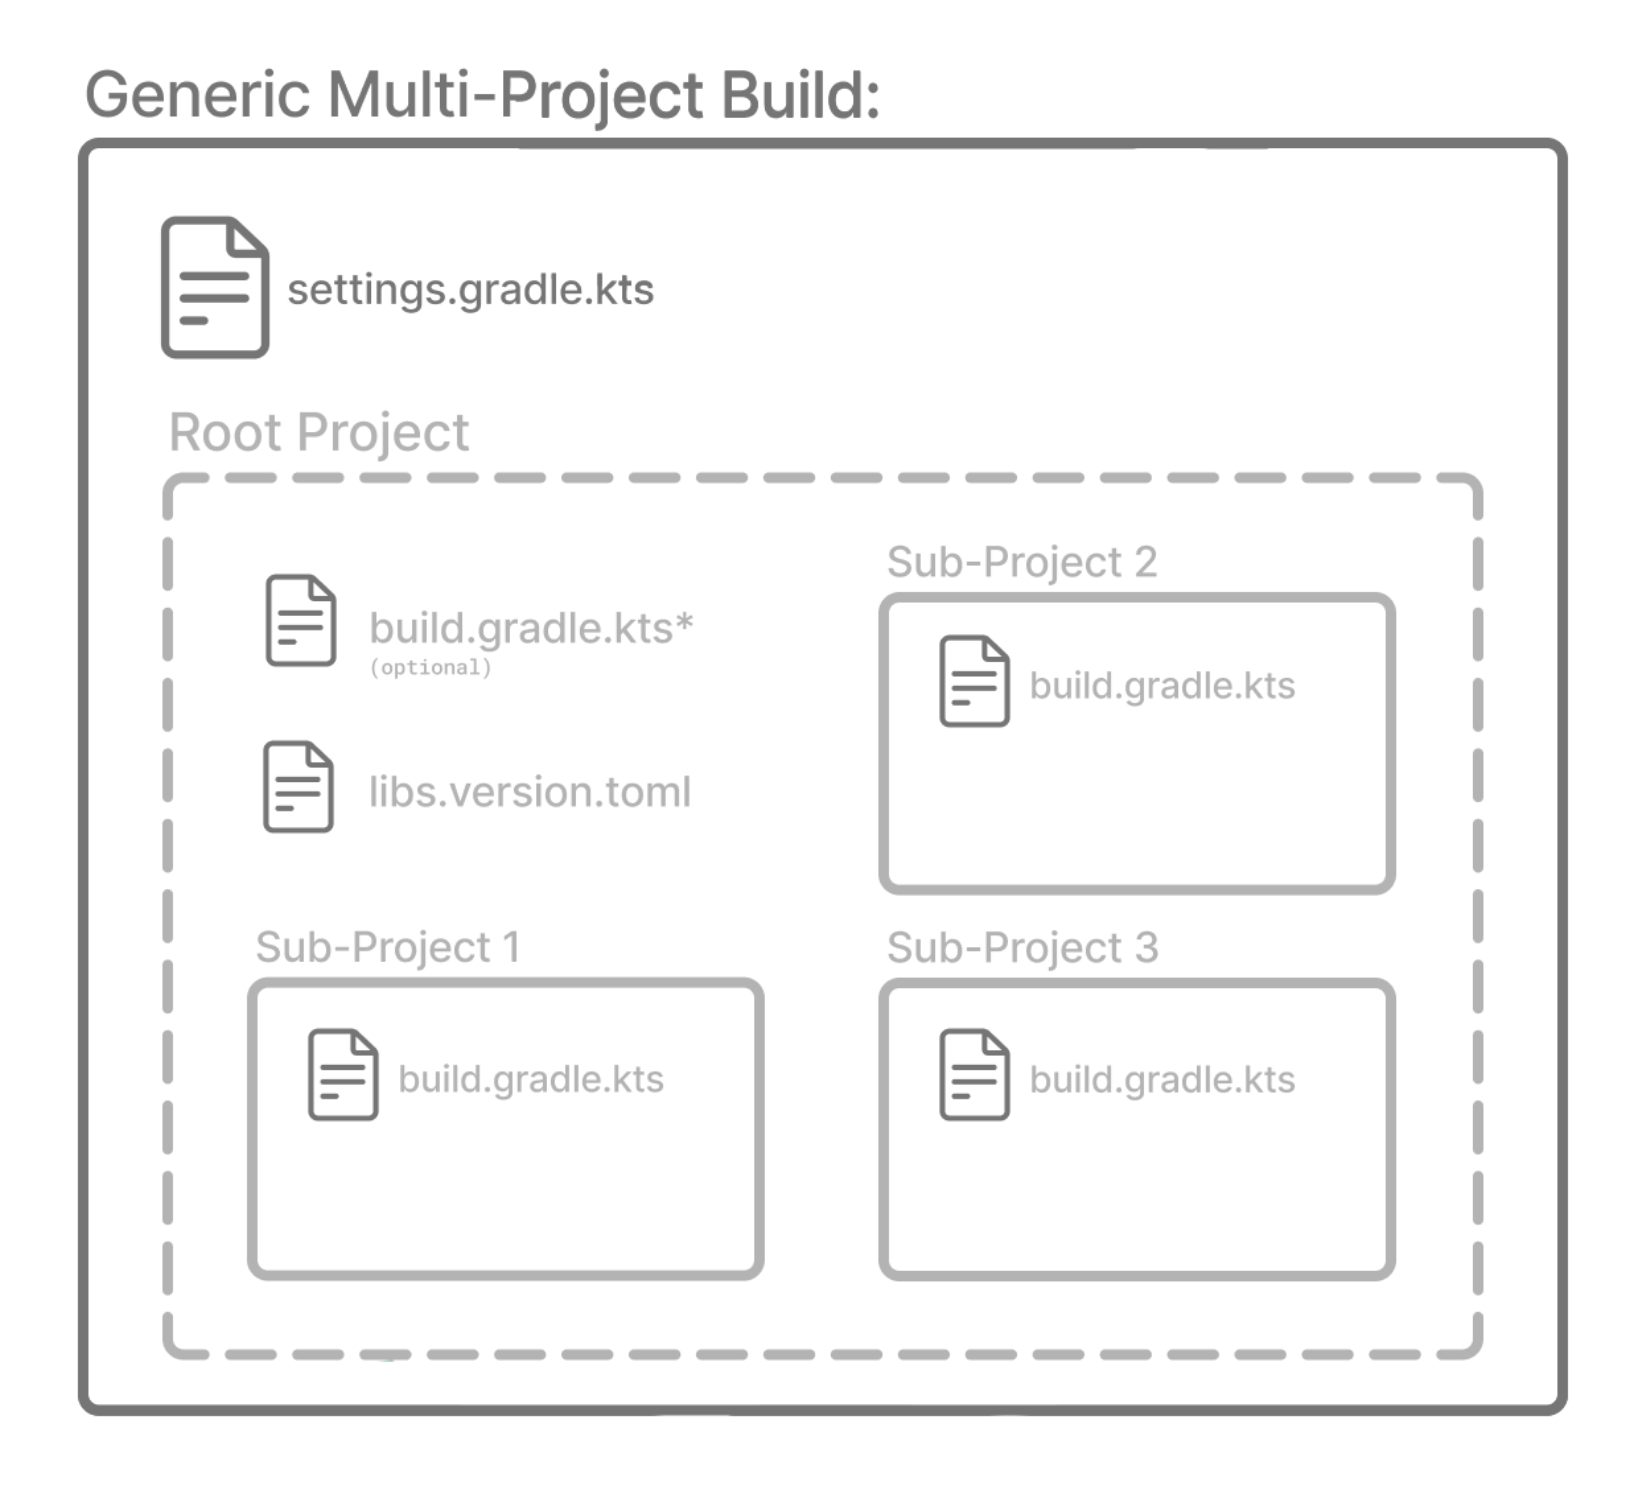 Generic Multi-Project Build:
settings.gradle.kts
Root Project
build.gradle.kts*
(optional)
libs.version.toml
Sub-Project 2
build.gradle.kts
Sub-Project 1
build.gradle.kts
Sub-Project 3
build.gradle.kts